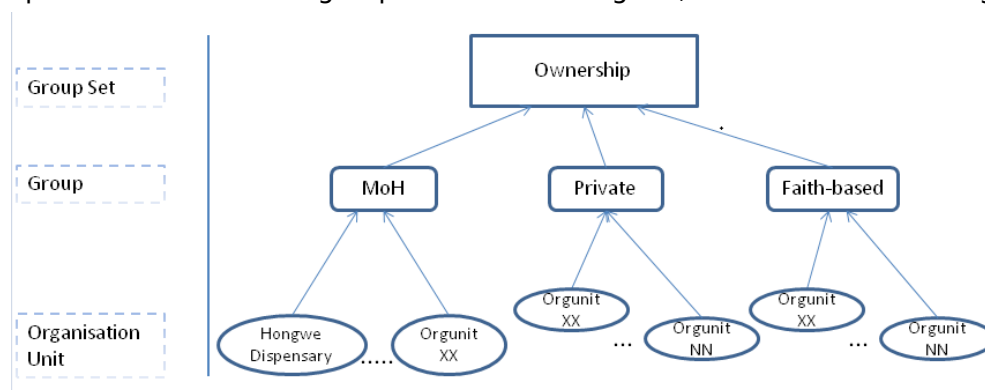 Ownership
Group Set
Group
MoH
Private
Faith-based
Organisation
Unit
Hongwe
Dispensary
.....
Orgunit
XX
Orgunit
XX
...
Orgunit
NN
Orgunit
XX
...
Orgunit
NN